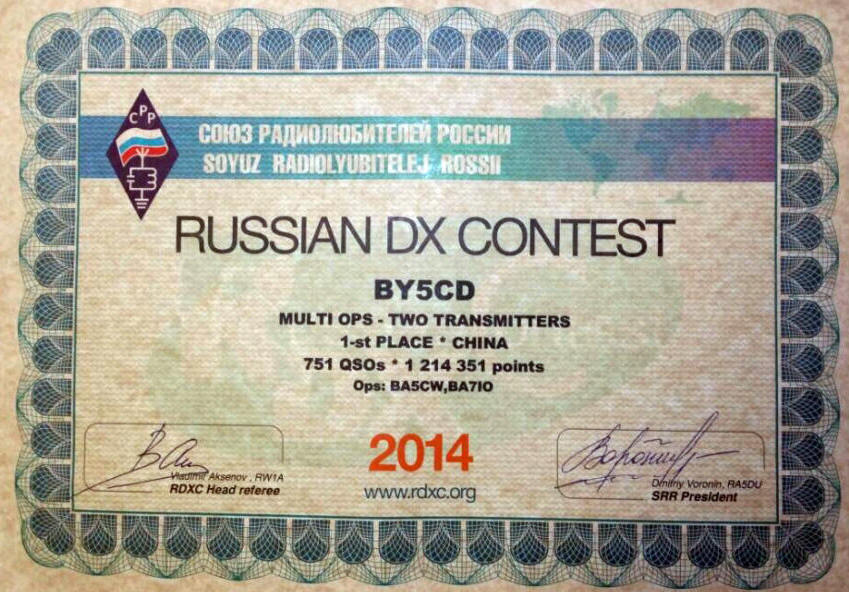 СРР
СОЮЗ РАДИОЛЮБИТЕЛЕЙ РОССИИ
SOYUZ RADIOLYUBITELEJ ROSSII
RUSSIAN DX CONTEST
BY5CD
MULTI OPS - TWO TRANSMITTERS
1-st PLACE * CHINA
751 QSOs * 1 214 351 points
Ops: BA5CW,BA7IO
2014
www.rdxc.org
Vladimir Aksenov , RW1A
RDXC Head referee
Dmitriy Voronin, RA5DU
SRR President